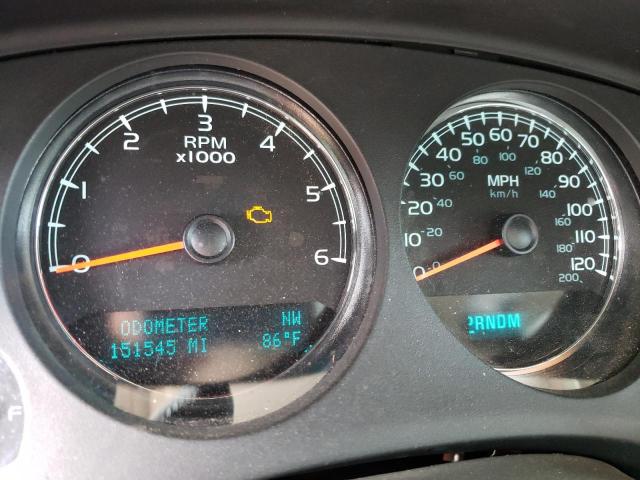 0 1 2 3 4 5 6
RPM
x1000
ODOMETER NW
151545 MI 86°F
0 10 20 30 40 50 60 70 80 90 100 110 120
0 20 40 80 100 120 140 160 180 200
MPH
km/h
PRNDM
F